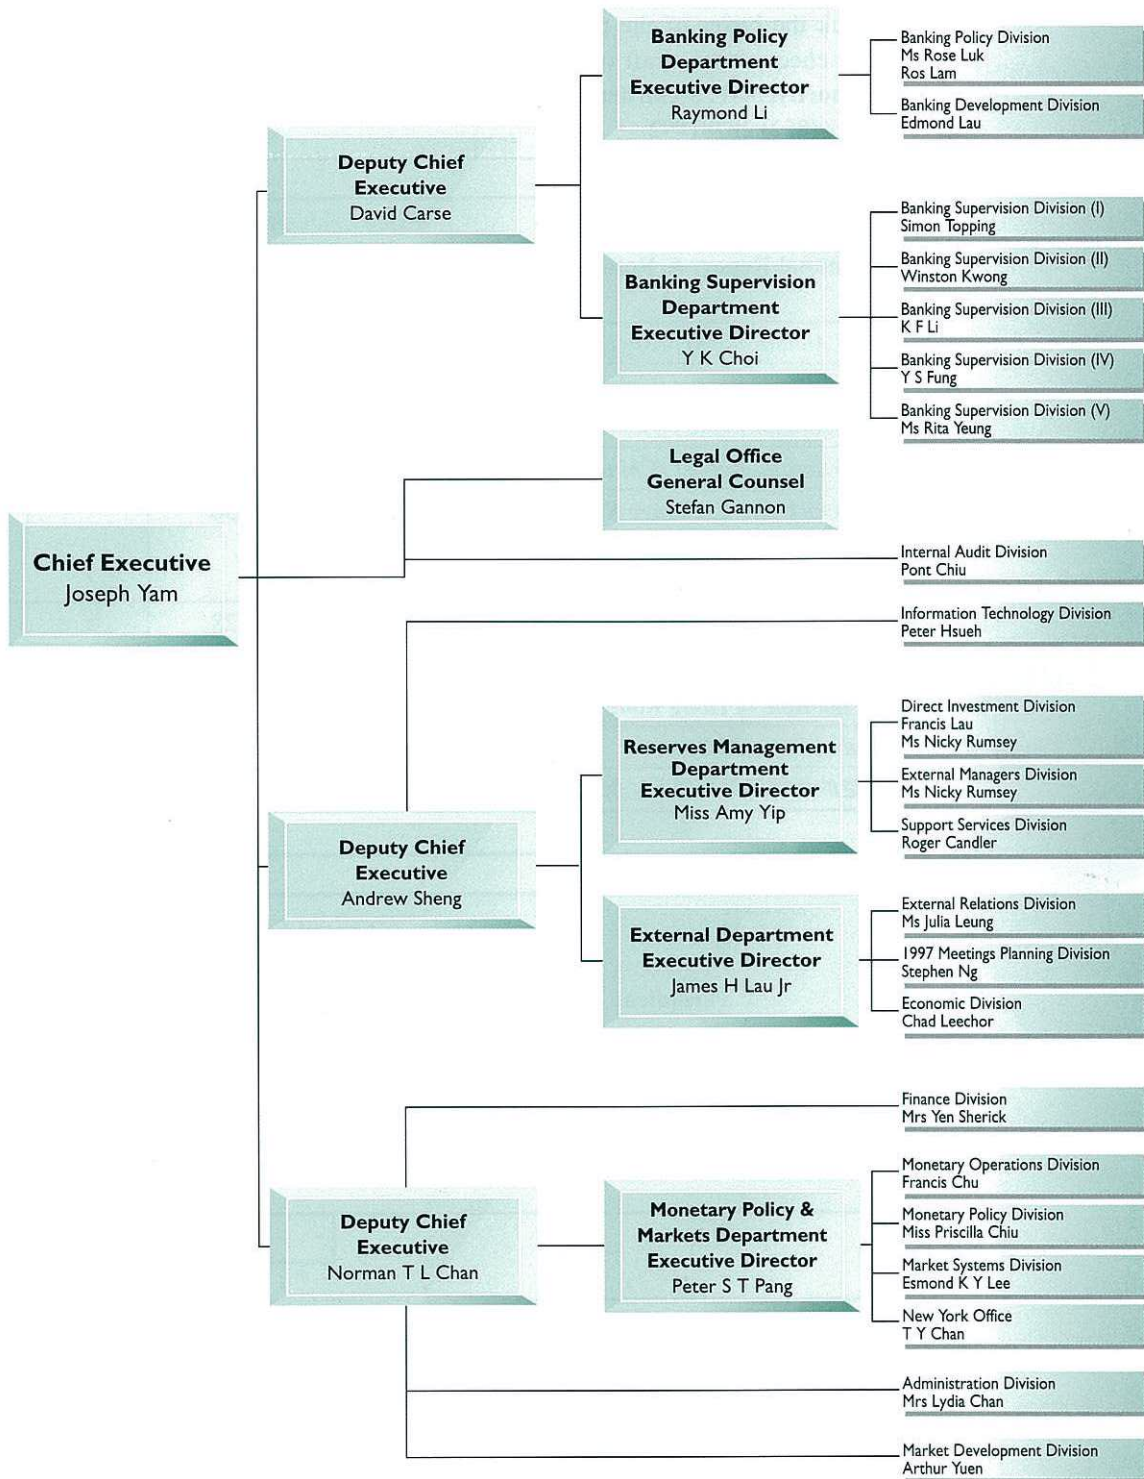 Banking Policy
Department
Executive Director
Raymond Li
Banking Policy Division
Ms Rose Luk
Ros Lam
Banking Development Division
Edmond Lau
Deputy Chief
Executive
David Carse
Banking Supervision
Department
Executive Director
Y K Choi
Banking Supervision Division (I)
Simon Topping
Banking Supervision Division (II)
Winston Kwong
Banking Supervision Division (III)
K F Li
Banking Supervision Division (IV)
Y S Fung
Banking Supervision Division (V)
Ms Rita Yeung
Legal Office
General Counsel
Stefan Gannon
Chief Executive
Joseph Yam
Internal Audit Division
Pont Chiu
Information Technology Division
Peter Hsueh
Reserves Management
Department
Executive Director
Miss Amy Yip
Direct Investment Division
Francis Lau
Ms Nicky Rumsey
External Managers Division
Ms Nicky Rumsey
Support Services Division
Roger Candler
Deputy Chief
Executive
Andrew Sheng
External Department
Executive Director
James H Lau Jr
External Relations Division
Ms Julia Leung
1997 Meetings Planning Division
Stephen Ng
Economic Division
Chad Leechor
Finance Division
Mrs Yen Sherick
Deputy Chief
Executive
Norman T L Chan
Monetary Policy &
Markets Department
Executive Director
Peter S T Pang
Monetary Operations Division
Francis Chu
Monetary Policy Division
Miss Priscilla Chiu
Market Systems Division
Esmond K Y Lee
New York Office
T Y Chan
Administration Division
Mrs Lydia Chan
Market Development Division
Arthur Yuen